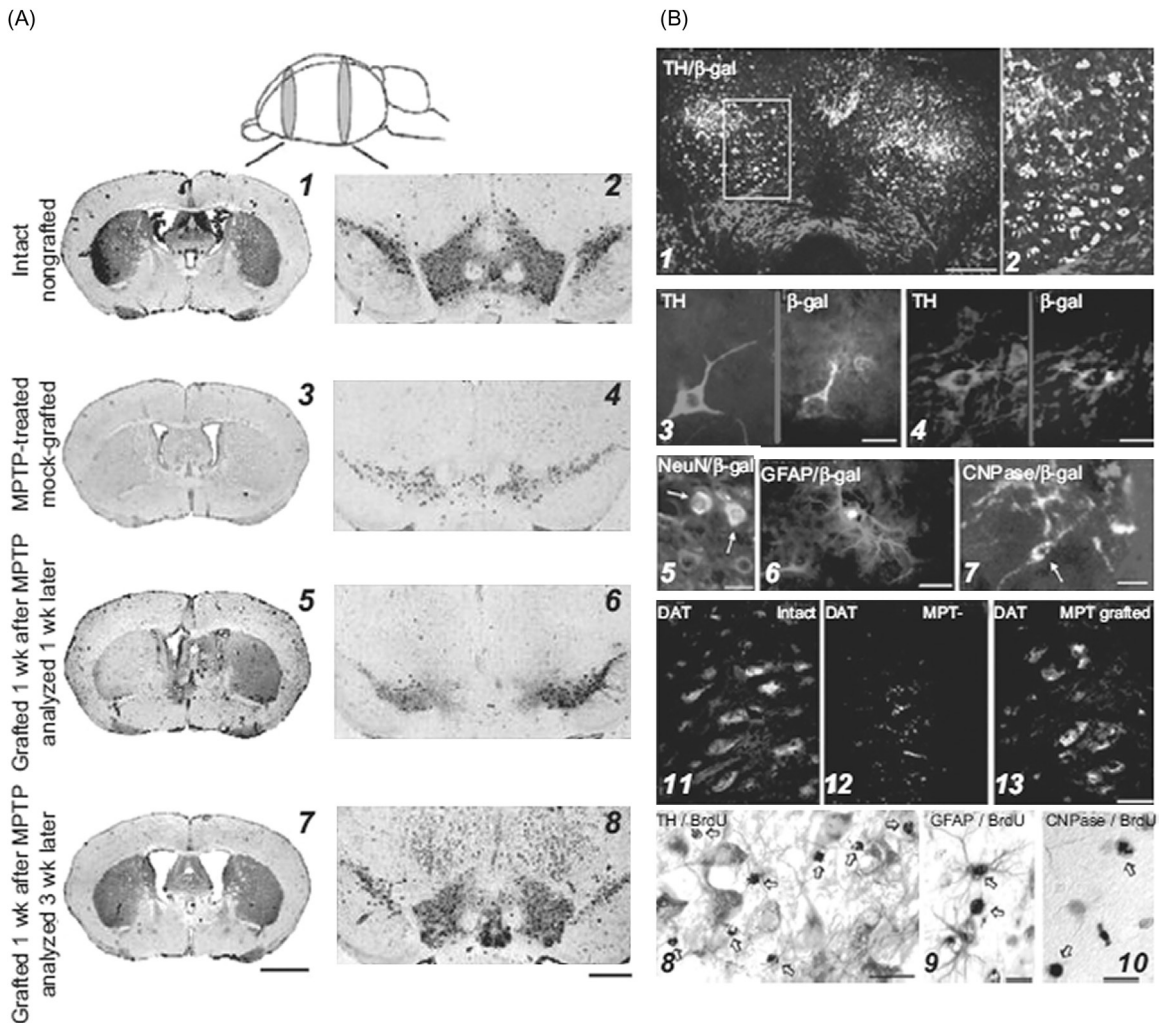 (A)
(B)
Intact
nongrafted
1
2
MPTP-treated
mock-grafted
3
4
Grafted 1 wk after MPTP
analyzed 1 wk later
5
6
Grafted 1 wk after MPTP
analyzed 3 wk later
7
8
TH/β-gal
1
2
TH
β-gal
3
TH
β-gal
4
NeuN/β-gal
5
GFAP/β-gal
6
CNPase/β-gal
7
DAT
Intact
11
DAT
MPT-
12
DAT
MPT grafted
13
TH / BrdU
8
GFAP / BrdU
9
CNPase / BrdU
10